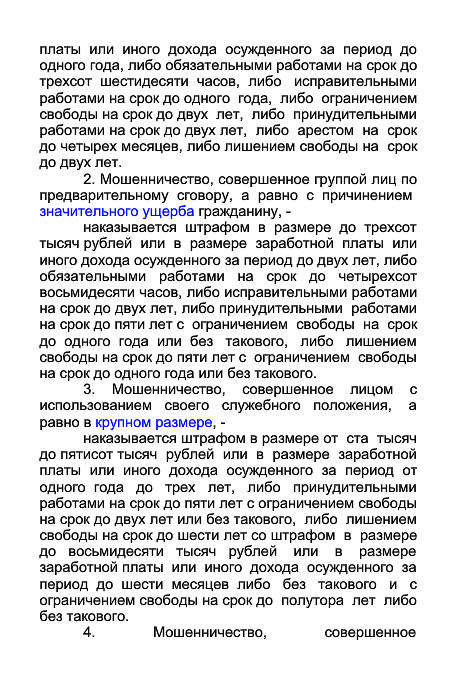 платы или иного дохода осужденного за период до
одного года, либо обязательными работами на срок до
трехсот шестидесяти часов, либо исправительными
работами на срок до одного года, либо ограничением
свободы на срок до двух лет, либо принудительными
работами на срок до двух лет, либо арестом на срок
до четырех месяцев, либо лишением свободы на срок
до двух лет.
2. Мошенничество, совершенное группой лиц по
предварительному сговору, а равно с причинением
значительного ущерба гражданину, -
наказывается штрафом в размере до трехсот
тысяч рублей или в размере заработной платы или
иного дохода осужденного за период до двух лет, либо
обязательными работами на срок до четырехсот
восьмидесяти часов, либо исправительными работами
на срок до двух лет, либо принудительными работами
на срок до пяти лет с ограничением свободы на срок
до одного года или без такового, либо лишением
свободы на срок до пяти лет с ограничением свободы
на срок до одного года или без такового.
3. Мошенничество, совершенное лицом с
использованием своего служебного положения, а
равно в крупном размере, -
наказывается штрафом в размере от ста тысяч
до пятисот тысяч рублей или в размере заработной
платы или иного дохода осужденного за период от
одного года до трех лет, либо принудительными
работами на срок до пяти лет с ограничением свободы
на срок до двух лет или без такового, либо лишением
свободы на срок до шести лет со штрафом в размере
до восьмидесяти тысяч рублей или в размере
заработной платы или иного дохода осужденного за
период до шести месяцев либо без такового и с
ограничением свободы на срок до полутора лет либо
без такового.
4. Мошенничество, совершенное